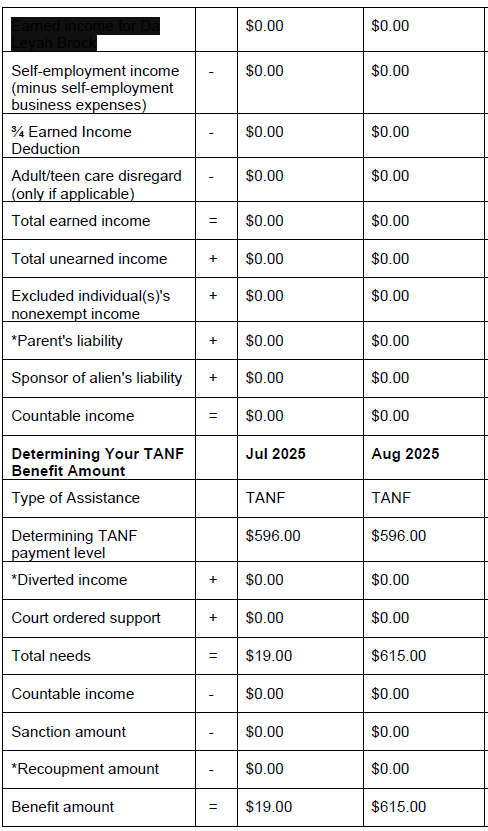 Earned income for
$0.00 $0.00
Self-employment income
(minus self-employment
business expenses)
- $0.00 $0.00
¾ Earned Income
Deduction
- $0.00 $0.00
Adult/teen care disregard
(only if applicable)
- $0.00 $0.00
Total earned income = $0.00 $0.00
Total unearned income + $0.00 $0.00
Excluded individual(s)'s
nonexempt income
+ $0.00 $0.00
*Parent's liability + $0.00 $0.00
Sponsor of alien's liability + $0.00 $0.00
Countable income = $0.00 $0.00
Determining Your TANF
Benefit Amount
Jul 2025 Aug 2025
Type of Assistance TANF TANF
Determining TANF
payment level
$596.00 $596.00
*Diverted income + $0.00 $0.00
Court ordered support + $0.00 $0.00
Total needs = $19.00 $615.00
Countable income - $0.00 $0.00
Sanction amount - $0.00 $0.00
*Recoupment amount - $0.00 $0.00
Benefit amount = $19.00 $615.00